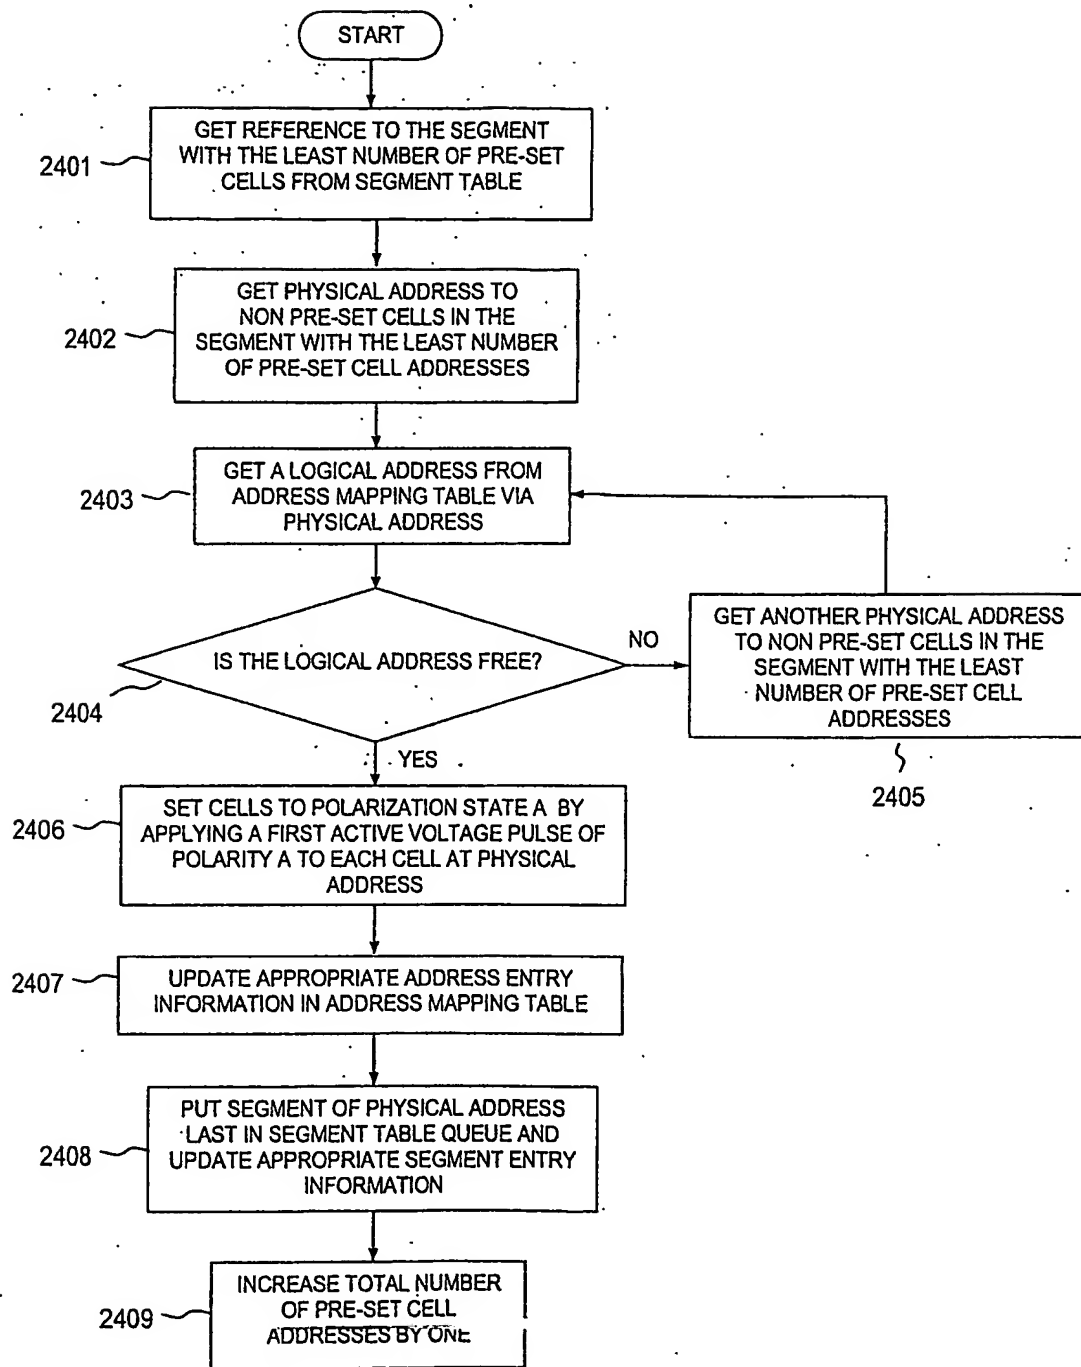 START
2401
GET REFERENCE TO THE SEGMENT
WITH THE LEAST NUMBER OF PRE-SET
CELLS FROM SEGMENT TABLE
2402
GET PHYSICAL ADDRESS TO
NON PRE-SET CELLS IN THE
SEGMENT WITH THE LEAST NUMBER
OF PRE-SET CELL ADDRESSES
2403
GET A LOGICAL ADDRESS FROM
ADDRESS MAPPING TABLE VIA
PHYSICAL ADDRESS
2404
IS THE LOGICAL ADDRESS FREE?
NO
GET ANOTHER PHYSICAL ADDRESS
TO NON PRE-SET CELLS IN THE
SEGMENT WITH THE LEAST
NUMBER OF PRE-SET CELL
ADDRESSES
2405
YES
2406
SET CELLS TO POLARIZATION STATE A BY
APPLYING A FIRST ACTIVE VOLTAGE PULSE OF
POLARITY A TO EACH CELL AT PHYSICAL
ADDRESS
2407
UPDATE APPROPRIATE ADDRESS ENTRY
INFORMATION IN ADDRESS MAPPING TABLE
2408
PUT SEGMENT OF PHYSICAL ADDRESS
LAST IN SEGMENT TABLE QUEUE AND
UPDATE APPROPRIATE SEGMENT ENTRY
INFORMATION
2409
INCREASE TOTAL NUMBER
OF PRE-SET CELL
ADDRESSES BY ONE